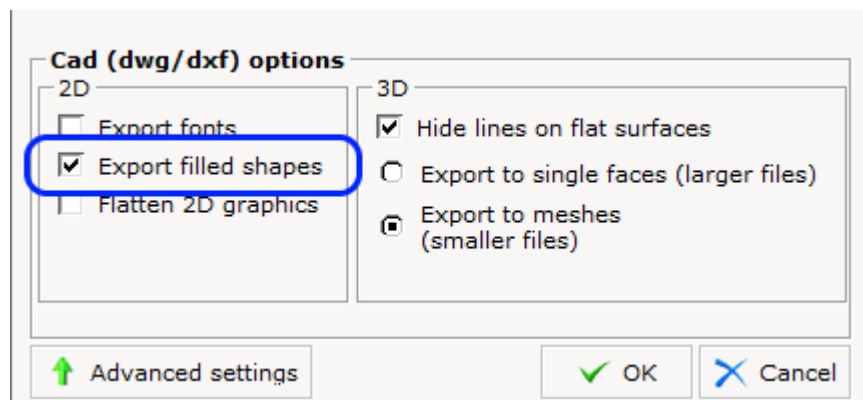 Cad (dwg/dxf) options
2D
Export fonts
Export filled shapes
Flatten 2D graphics
3D
Hide lines on flat surfaces
Export to single faces (larger files)
Export to meshes
(smaller files)
Advanced settings
OK
Cancel